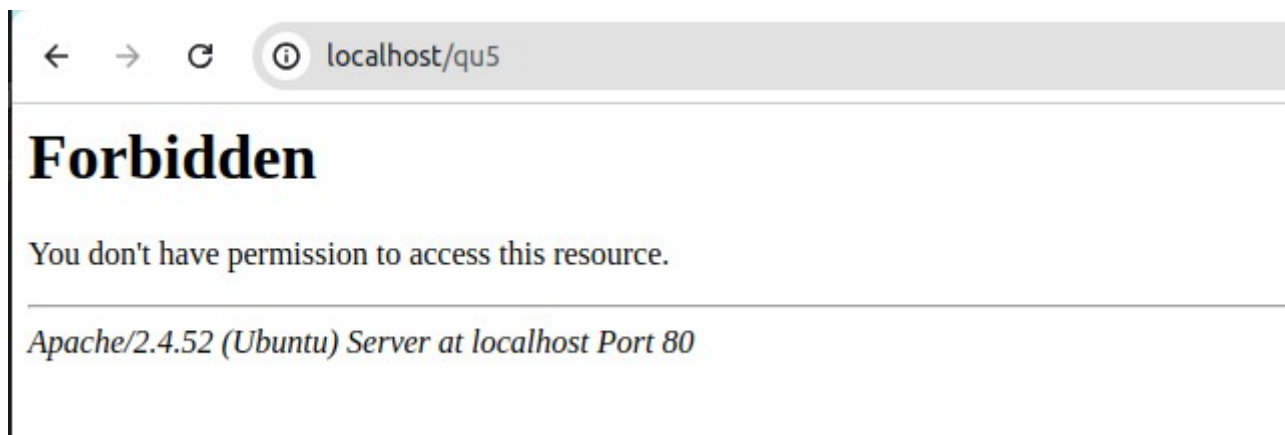 localhost/qu5
Forbidden
You don't have permission to access this resource.
Apache/2.4.52 (Ubuntu) Server at localhost Port 80